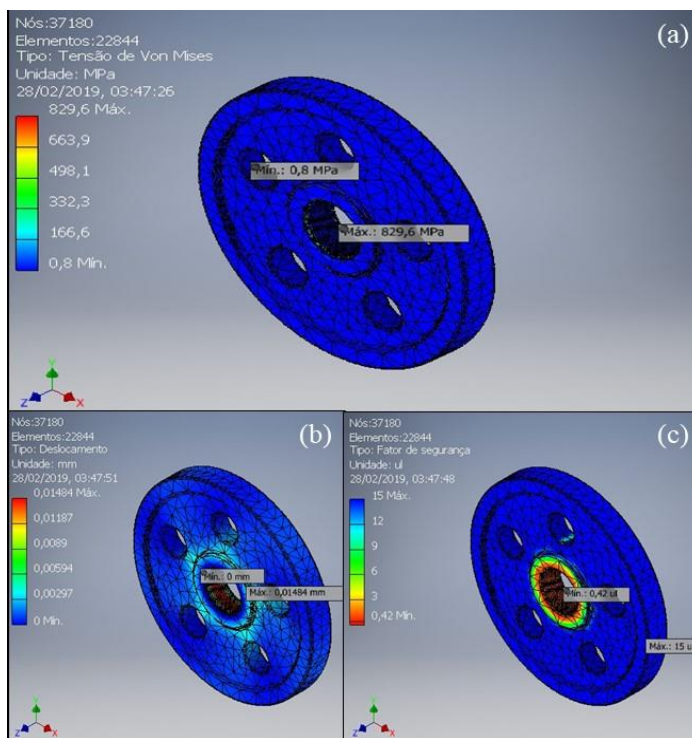 Nós:37180
Elementos:22844
Tipo: Tensão de Von Mises
Unidade: MPa
28/02/2019, 03:47:26
829,6 Máx.
663,9
498,1
332,3
166,6
0,8 Mín.
(a)
Mín.: 0,8 MPa
Máx.: 829,6 MPa
Y
Z
X
Nós:37180
Elementos:22844
Tipo: Deslocamento
Unidade: mm
28/02/2019, 03:47:51
0,01484 Máx.
0,01187
0,0089
0,00594
0,00297
0 Mín.
(b)
Mín.: 0 mm
Máx.: 0,01484 mm
Y
Z
X
Nós:37180
Elementos:22844
Tipo: Fator de segurança
Unidade: ul
28/02/2019, 03:47:48
15 Máx.
12
9
6
3
0,42 Mín.
(c)
Mín.: 0,42 ul
Máx.: 15 u
Y
Z
X